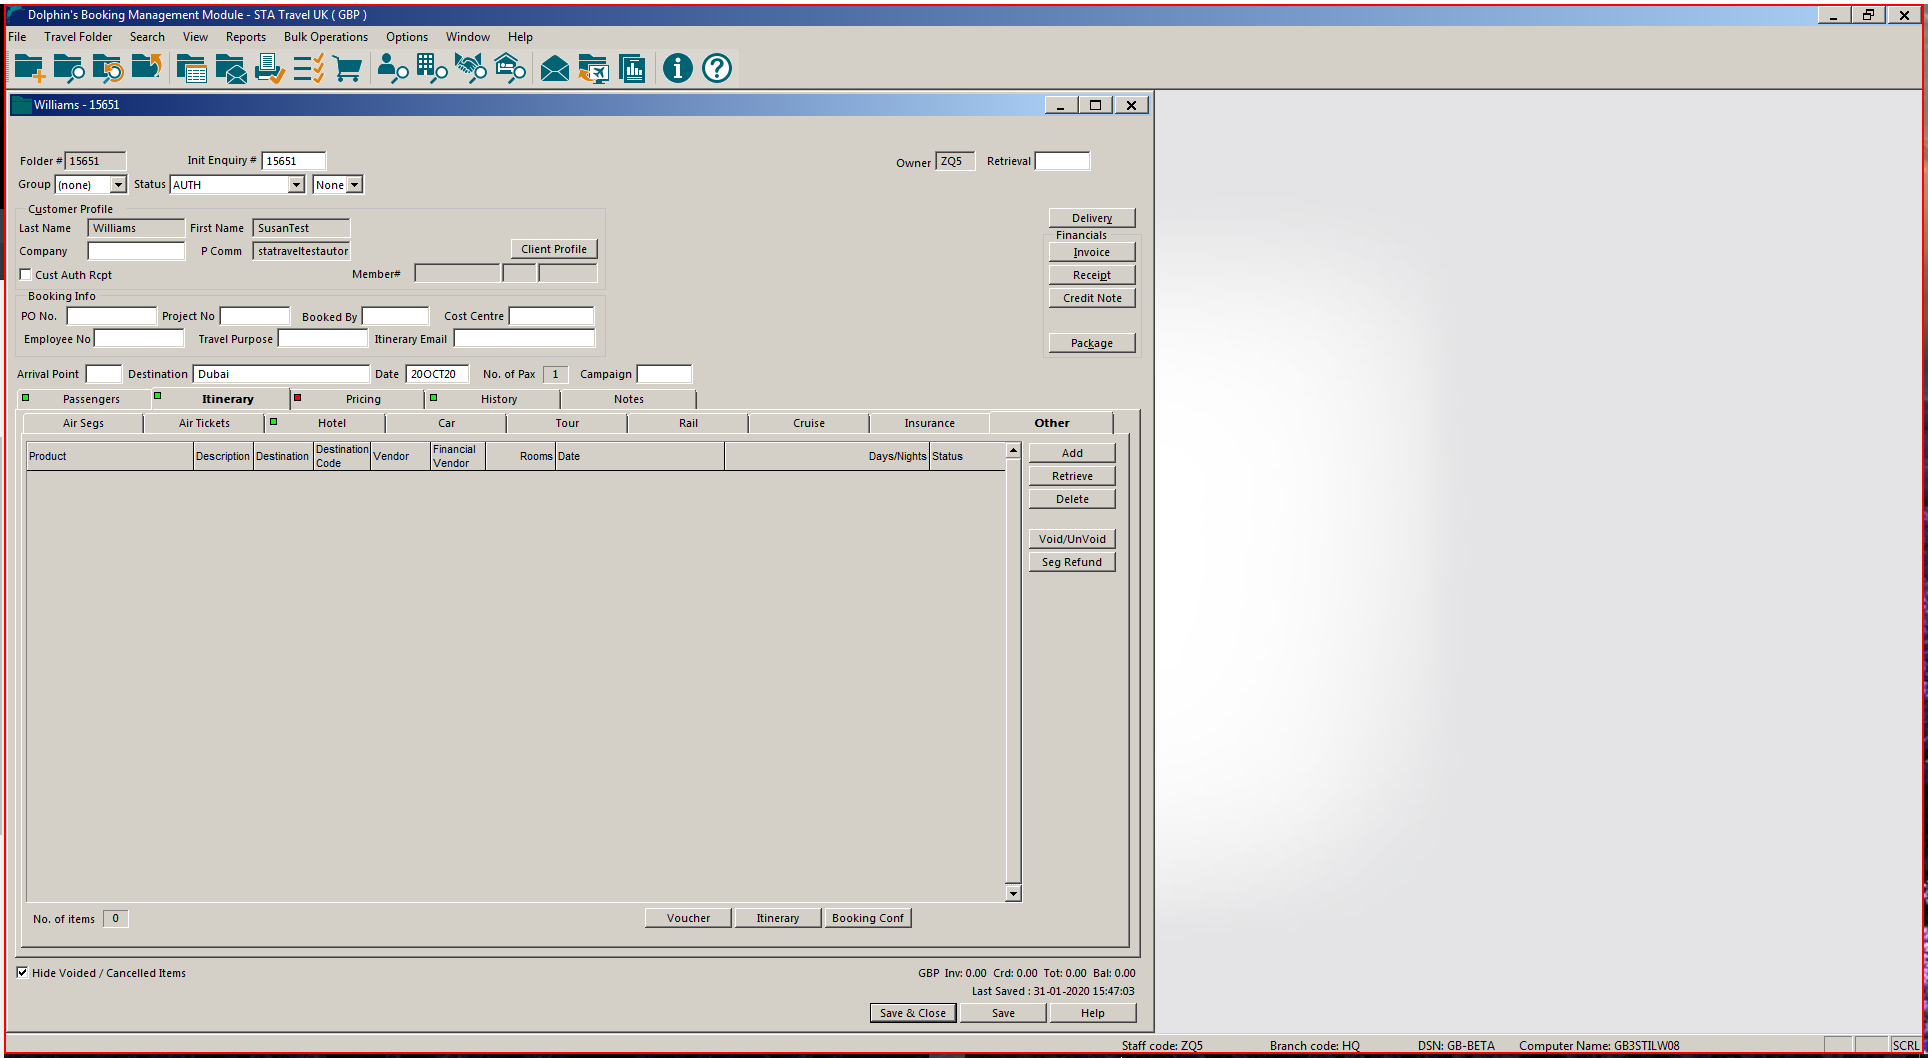 Dolphin's Booking Management Module - STA Travel UK ( GBP )
File Travel Folder Search View Reports Bulk Operations Options Window Help
Williams - 15651
Folder # 15651 Init Enquiry # 15651 Owner ZQ5 Retrieval
Group (none) Status AUTH None
Customer Profile
Last Name Williams First Name SusanTest
Company P Comm statraveltestautor Client Profile
Cust Auth Rcpt Member#
Booking Info
PO No. Project No Booked By Cost Centre
Employee No Travel Purpose Itinerary Email
Delivery
Financials
Invoice
Receipt
Credit Note
Package
Arrival Point Destination Dubai Date 20OCT20 No. of Pax 1 Campaign
Passengers Itinerary Pricing History Notes
Air Segs Air Tickets Hotel Car Tour Rail Cruise Insurance Other
Product Description Destination Destination Code Vendor Financial Vendor Rooms Date Days/Nights Status
Add
Retrieve
Delete
Void/UnVoid
Seg Refund
No. of items 0 Voucher Itinerary Booking Conf
Hide Voided / Cancelled Items GBP Inv: 0.00 Crd: 0.00 Tot: 0.00 Bal: 0.00
Last Saved : 31-01-2020 15:47:03
Save & Close Save Help
Staff code: ZQ5 Branch code: HQ DSN: GB-BETA Computer Name: GB3STILW08 SCRL